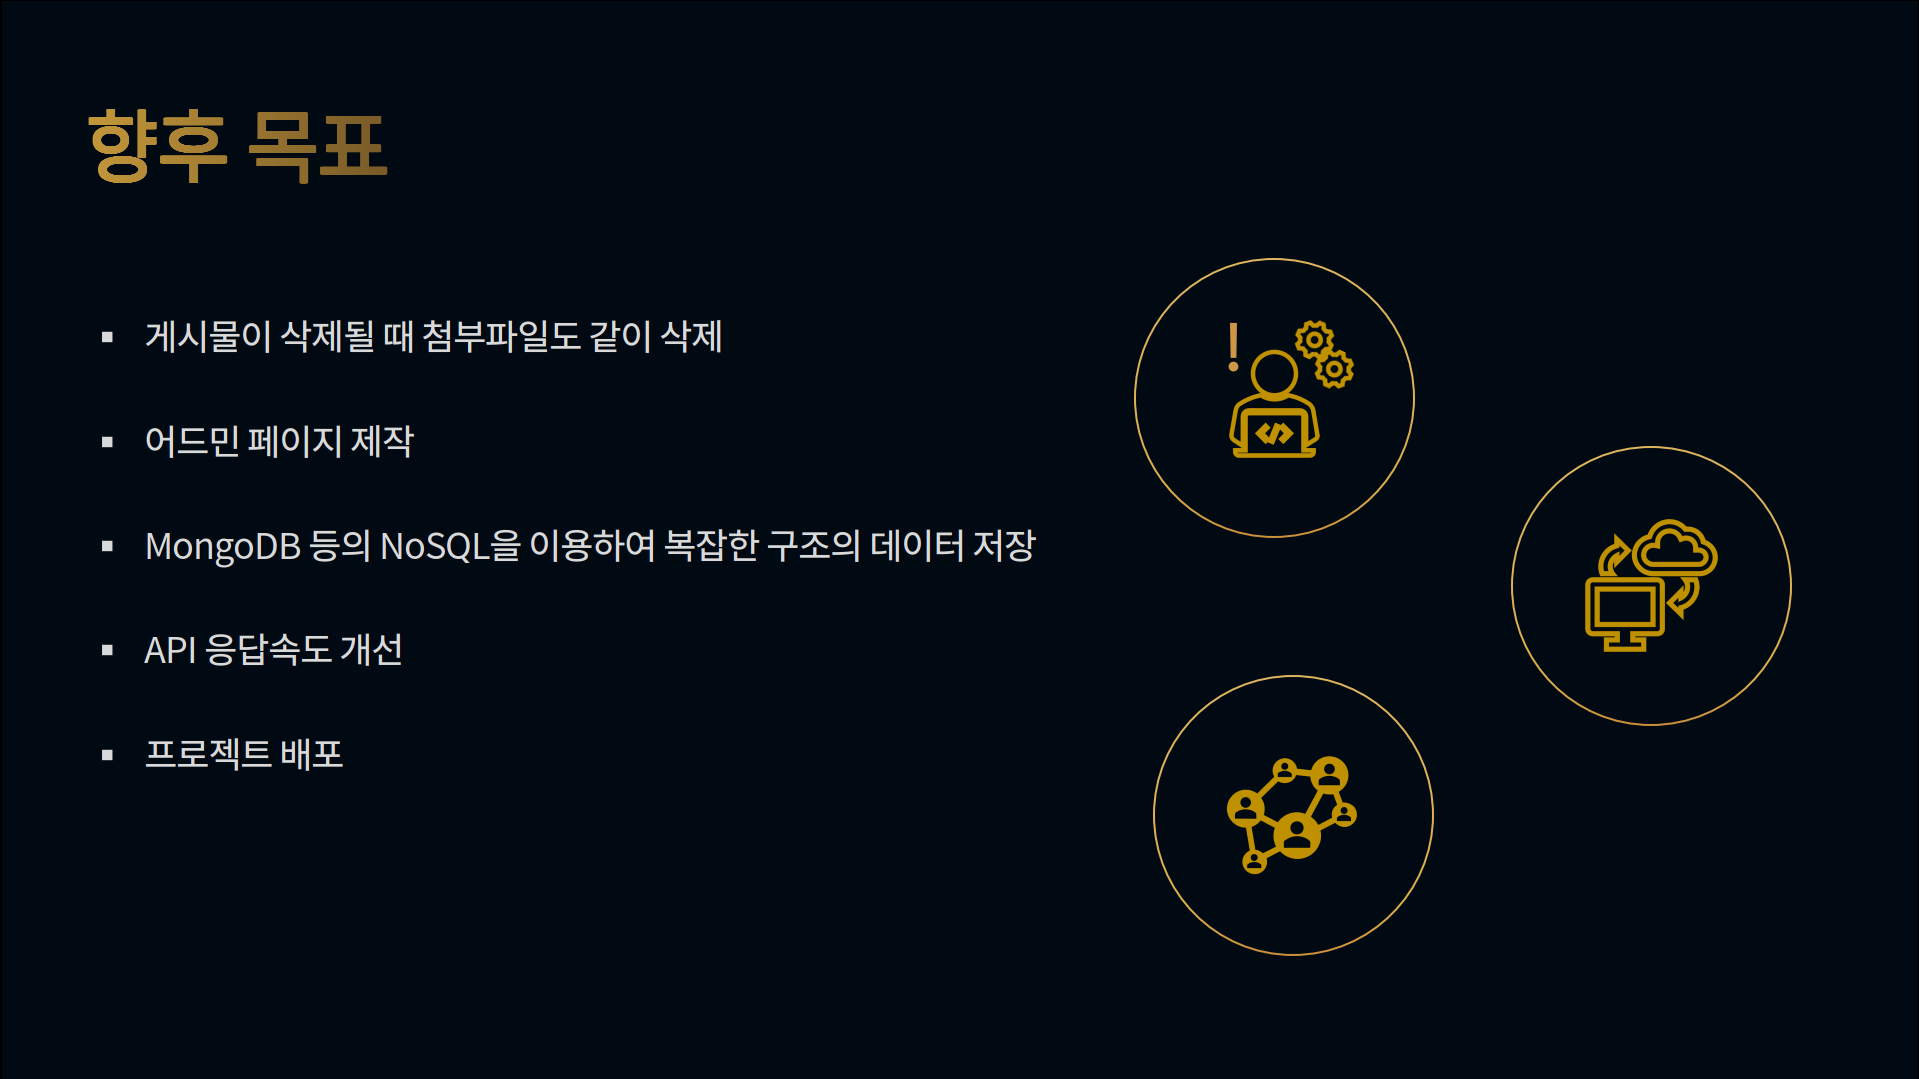 향후 목표
▪ 게시물이 삭제될 때 첨부파일도 같이 삭제
▪ 어드민 페이지 제작
▪ MongoDB 등의 NoSQL을 이용하여 복잡한 구조의 데이터 저장
▪ API 응답속도 개선
▪ 프로젝트 배포
!